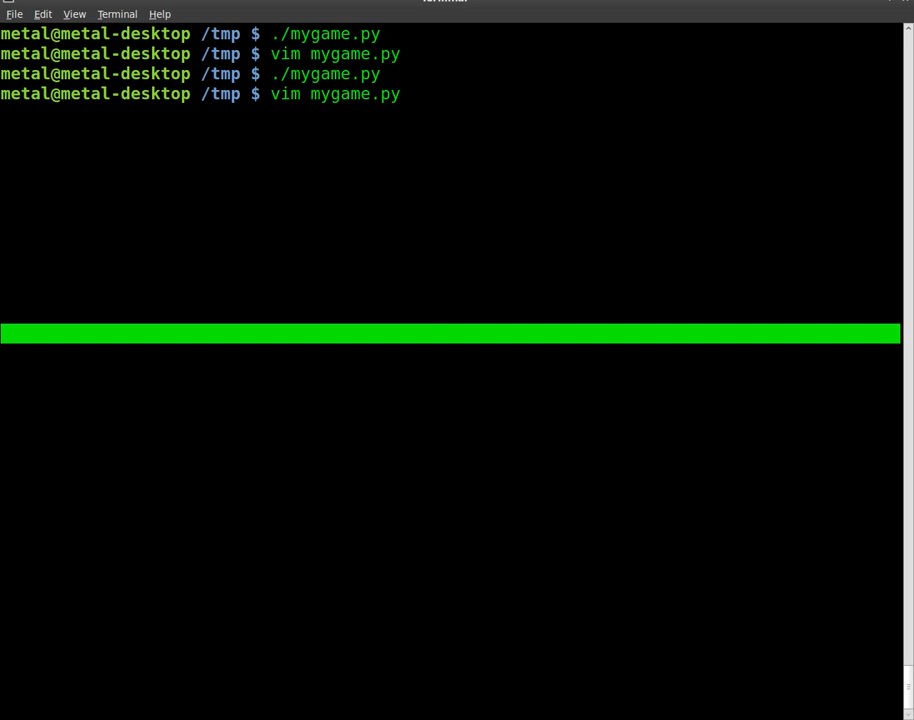 File Edit View Terminal Help
metal@metal-desktop /tmp $ ./mygame.py
metal@metal-desktop /tmp $ vim mygame.py
metal@metal-desktop /tmp $ ./mygame.py
metal@metal-desktop /tmp $ vim mygame.py